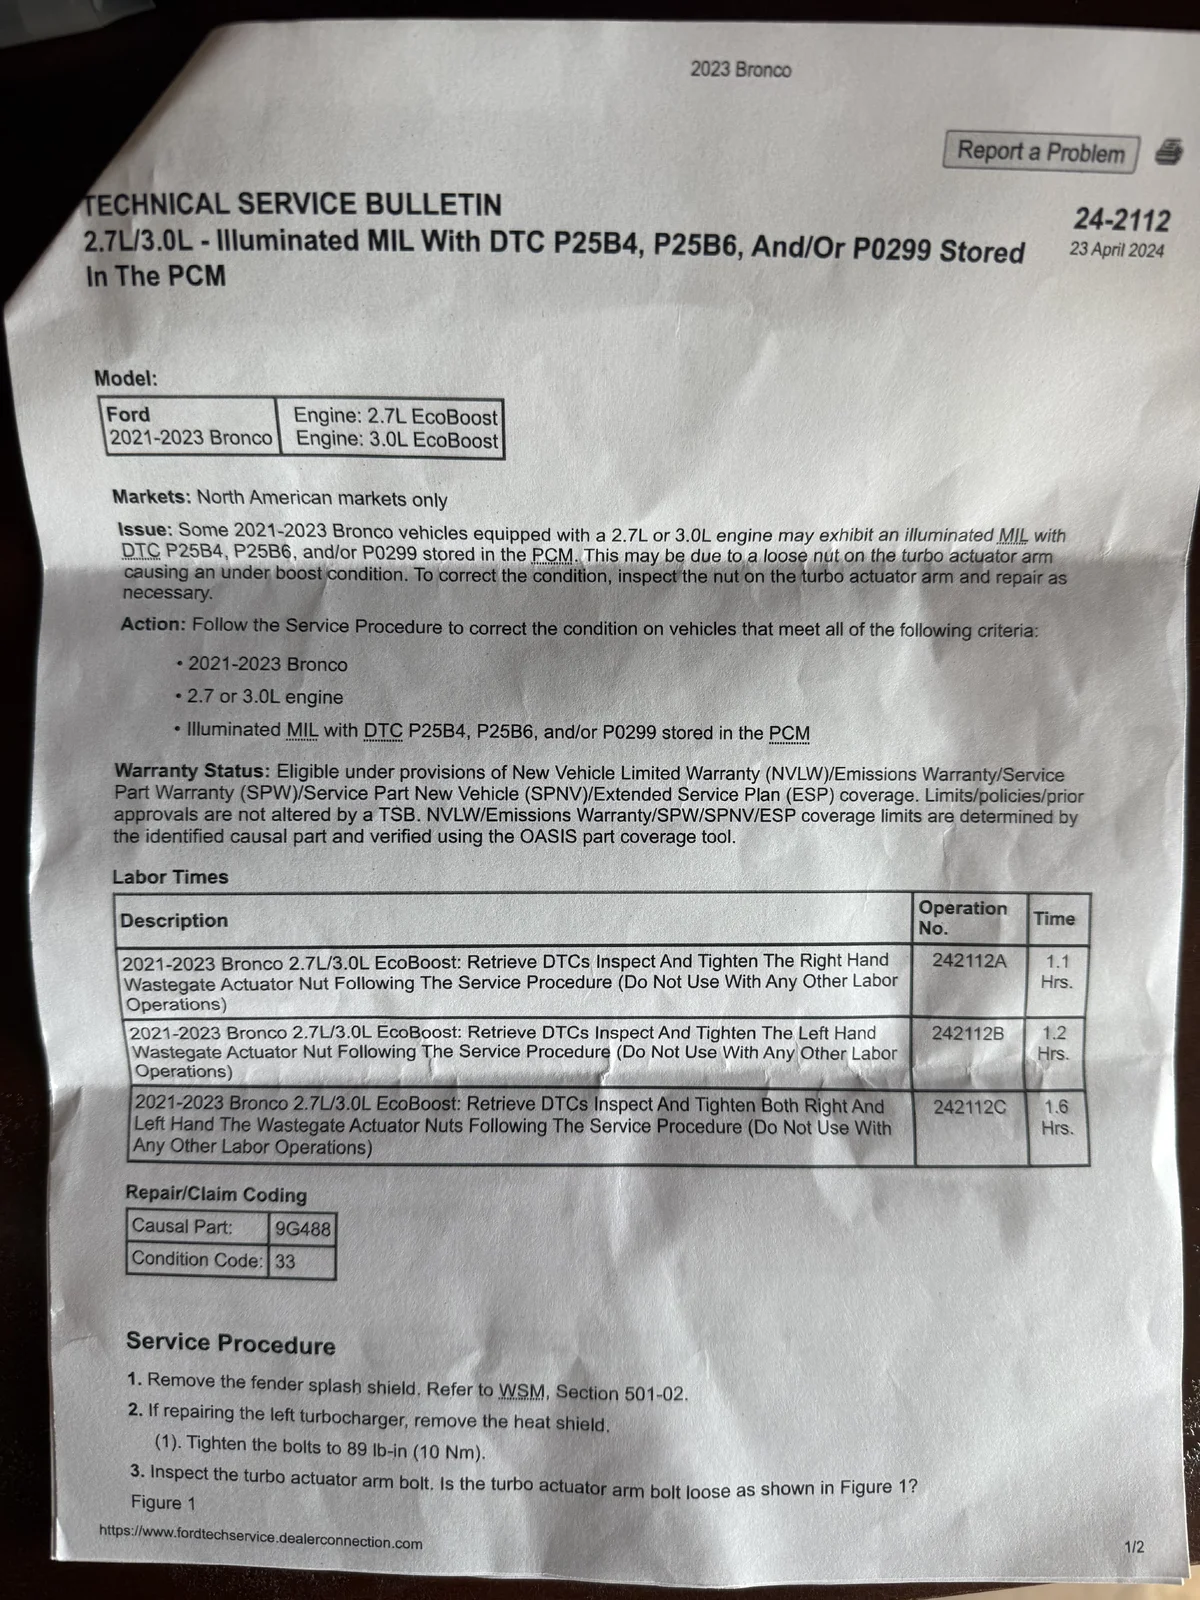 2023 Bronco
Report a Problem
TECHNICAL SERVICE BULLETIN
24-2112
2.7L/3.0L - Illuminated MIL With DTC P25B4, P25B6, And/Or P0299 Stored
23 April 2024
In The PCM
Model:
Ford
Engine: 2.7L EcoBoost
2021-2023 Bronco
Engine: 3.0L EcoBoost
Markets: North American markets only
Issue: Some 2021-2023 Bronco vehicles equipped with a 2.7L or 3.0L engine may exhibit an illuminated MIL with
DTC P25B4, P25B6, and/or P0299 stored in the PCM. This may be due to a loose nut on the turbo actuator arm
causing an under boost condition. To correct the condition, inspect the nut on the turbo actuator arm and repair as
necessary.
Action: Follow the Service Procedure to correct the condition on vehicles that meet all of the following criteria:
• 2021-2023 Bronco
• 2.7 or 3.0L engine
• Illuminated MIL with DTC P25B4, P25B6, and/or P0299 stored in the PCM
Warranty Status: Eligible under provisions of New Vehicle Limited Warranty (NVLW)/Emissions Warranty/Service
Part Warranty (SPW)/Service Part New Vehicle (SPNV)/Extended Service Plan (ESP) coverage. Limits/policies/prior
approvals are not altered by a TSB. NVLW/Emissions Warranty/SPW/SPNV/ESP coverage limits are determined by
the identified causal part and verified using the OASIS part coverage tool.
Labor Times
Description
Operation
No.
Time
2021-2023 Bronco 2.7L/3.0L EcoBoost: Retrieve DTCs Inspect And Tighten The Right Hand
Wastegate Actuator Nut Following The Service Procedure (Do Not Use With Any Other Labor
Operations)
242112A
1.1
Hrs.
2021-2023 Bronco 2.7L/3.0L EcoBoost: Retrieve DTCs Inspect And Tighten The Left Hand
Wastegate Actuator Nut Following The Service Procedure (Do Not Use With Any Other Labor
Operations)
242112B
1.2
Hrs.
2021-2023 Bronco 2.7L/3.0L EcoBoost: Retrieve DTCs Inspect And Tighten Both Right And
Left Hand The Wastegate Actuator Nuts Following The Service Procedure (Do Not Use With
Any Other Labor Operations)
242112C
1.6
Hrs.
Repair/Claim Coding
Causal Part:
9G488
Condition Code:
33
Service Procedure
1. Remove the fender splash shield. Refer to WSM, Section 501-02.
2. If repairing the left turbocharger, remove the heat shield.
(1). Tighten the bolts to 89 lb-in (10 Nm).
3. Inspect the turbo actuator arm bolt. Is the turbo actuator arm bolt loose as shown in Figure 1?
Figure 1
https://www.fordtechservice.dealerconnection.com
1/2